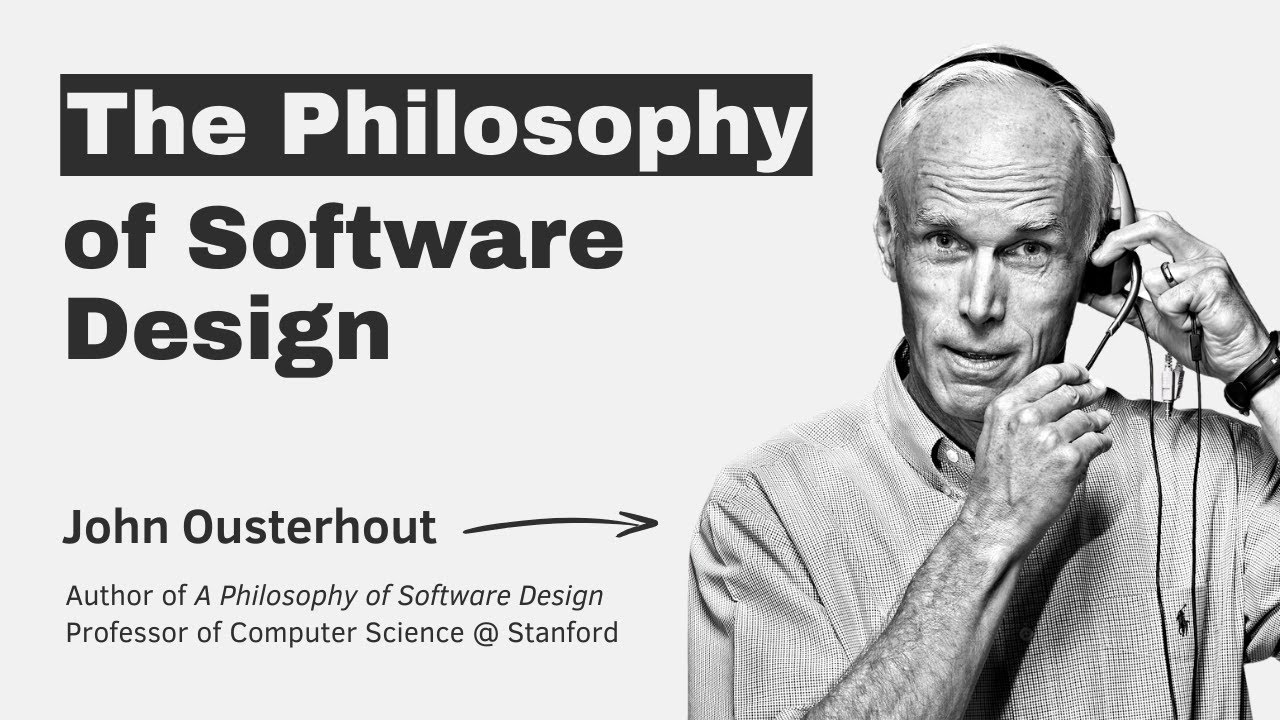 The Philosophy
of Software
Design
John Ousterhout
Author of A Philosophy of Software Design
Professor of Computer Science @ Stanford